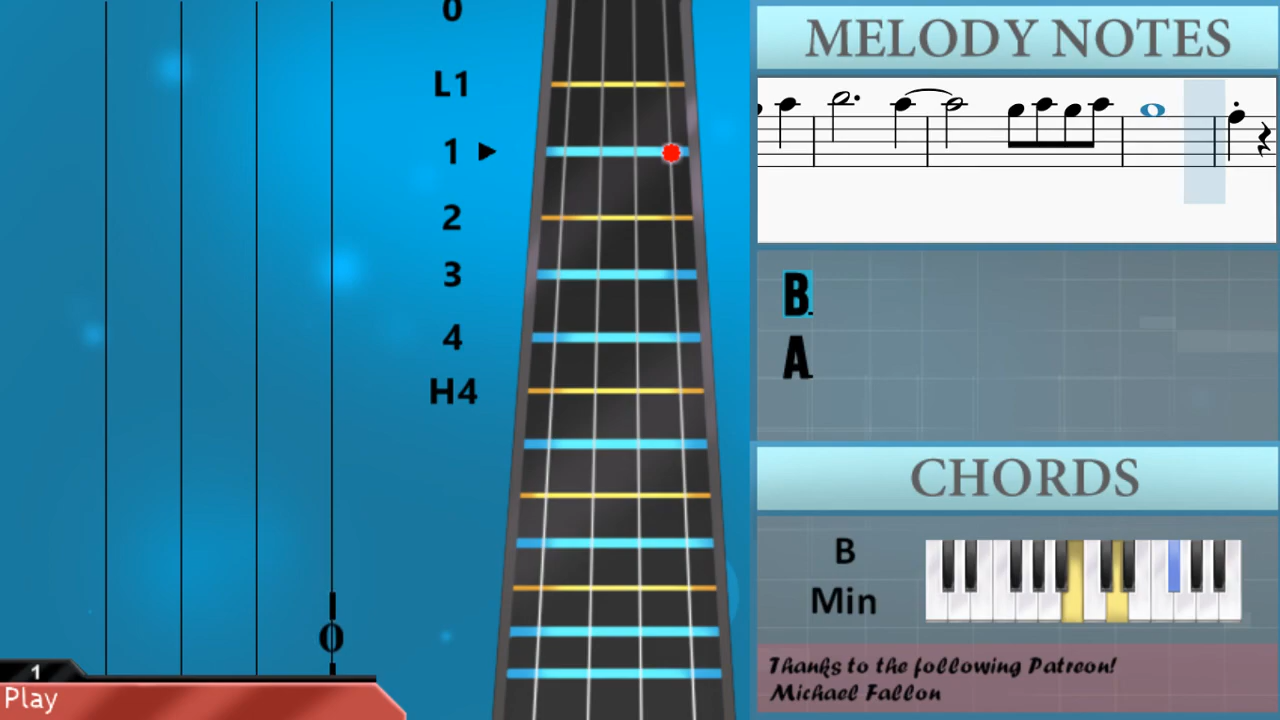 0
L1
1
2
3
4
H4
0
1
Play
MELODY NOTES
B
A
CHORDS
B
Min
Thanks to the following Patreon!
Michael Fallon